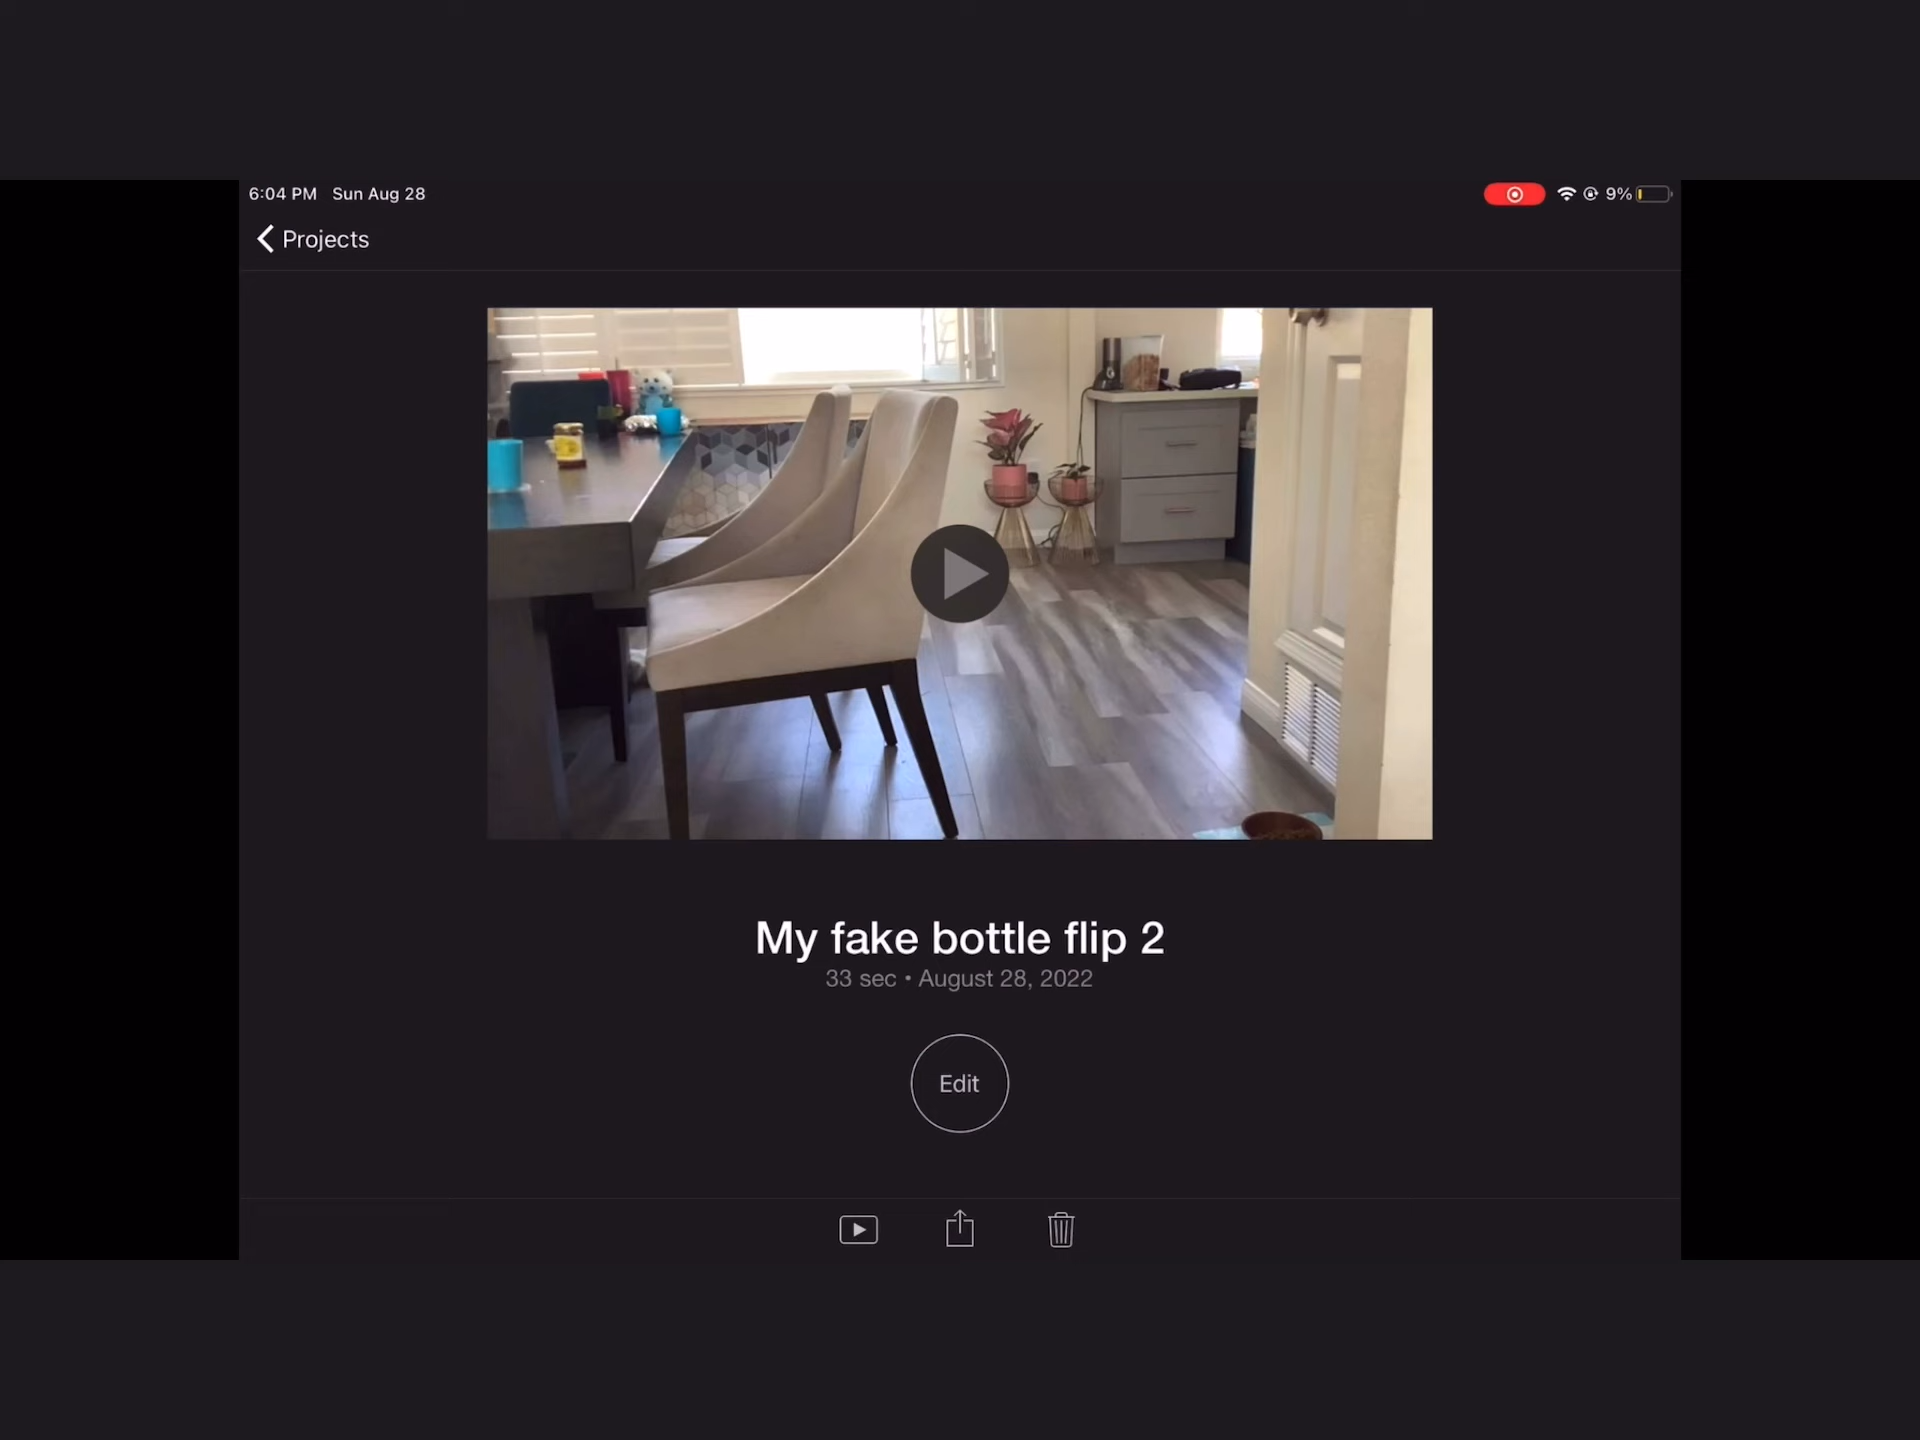 6:04 PM Sun Aug 28 9%
Projects
My fake bottle flip 2
33 sec • August 28, 2022
Edit